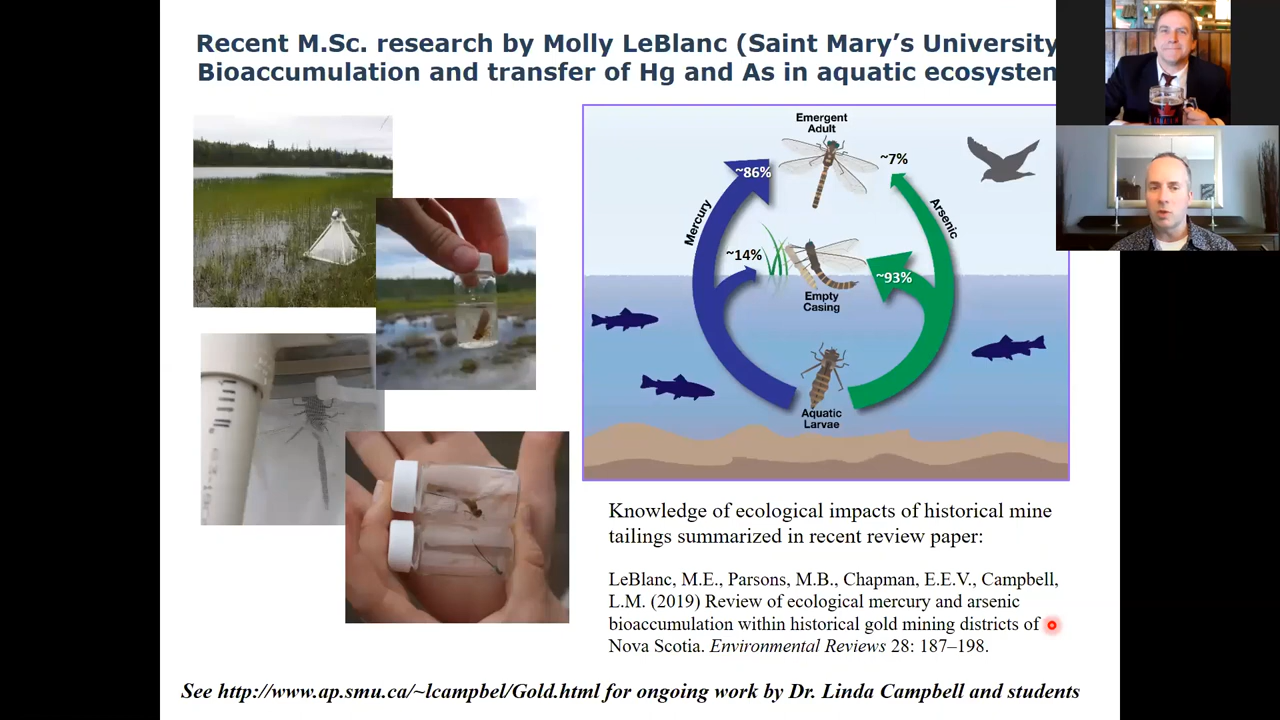 Recent M.Sc. research by Molly LeBlanc (Saint Mary's University
Bioaccumulation and transfer of Hg and As in aquatic ecosystem
Emergent
Adult
~86%
~7%
Mercury
Arsenic
~14%
~93%
Empty
Casing
Aquatic
Larvae
Knowledge of ecological impacts of historical mine
tailings summarized in recent review paper:
LeBlanc, M.E., Parsons, M.B., Chapman, E.E.V., Campbell,
L.M. (2019) Review of ecological mercury and arsenic
bioaccumulation within historical gold mining districts of
Nova Scotia. Environmental Reviews 28: 187–198.
See http://www.ap.smu.ca/~lcampbel/Gold.html for ongoing work by Dr. Linda Campbell and students